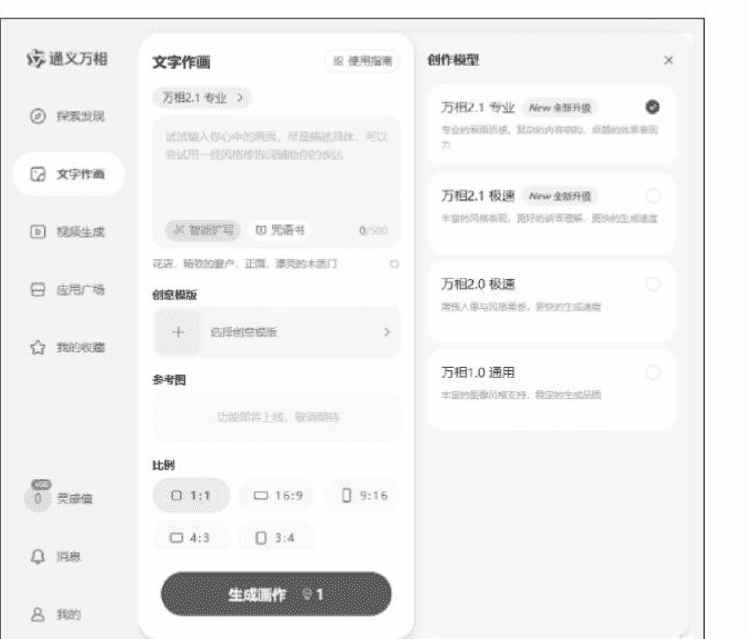 通义万相
探索发现
文字作画
视频生成
应用广场
我的收藏
0
灵感值
消息
我的
文字作画
使用指南
万相2.1 专业 >
试试输入你心中的画面，尽量描述具体，可以
尝试用一些风格修饰词辅助你的表达
智能扩写
咒语书
0/500
花店，精致的窗户，正面，漂亮的木质门
创意模版
+ 选择创意模版 >
参考图
功能即将上线，敬请期待
比例
1:1
16:9
9:16
4:3
3:4
生成画作 1
创作模型 ×
万相2.1 专业 New 全新升级
专业的画面质感，复杂的内容结构，卓越的效果表现
力
万相2.1 极速 New 全新升级
丰富的风格表现，更好的诉语理解，更快的生成速度
万相2.0 极速
增强人像与风格美感，更快的生成速度
万相1.0 通用
丰富的图像风格支持，稳定的生成品质